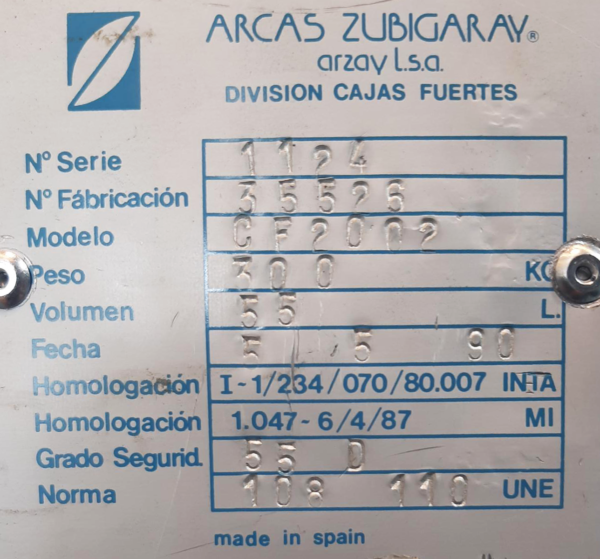 ARCAS ZUBIGARAY®
arzay l.s.a.
DIVISION CAJAS FUERTES
Nº Serie 1124
Nº Fábricación 35526
Modelo CF2002
Peso 300 KG
Volumen 55 L.
Fecha 5 90
Homologación I-1/234/070/80.007 INTA
Homologación 1.047-6/4/87 MI
Grado Segurid. 55 D
Norma 108 110 UNE
made in spain